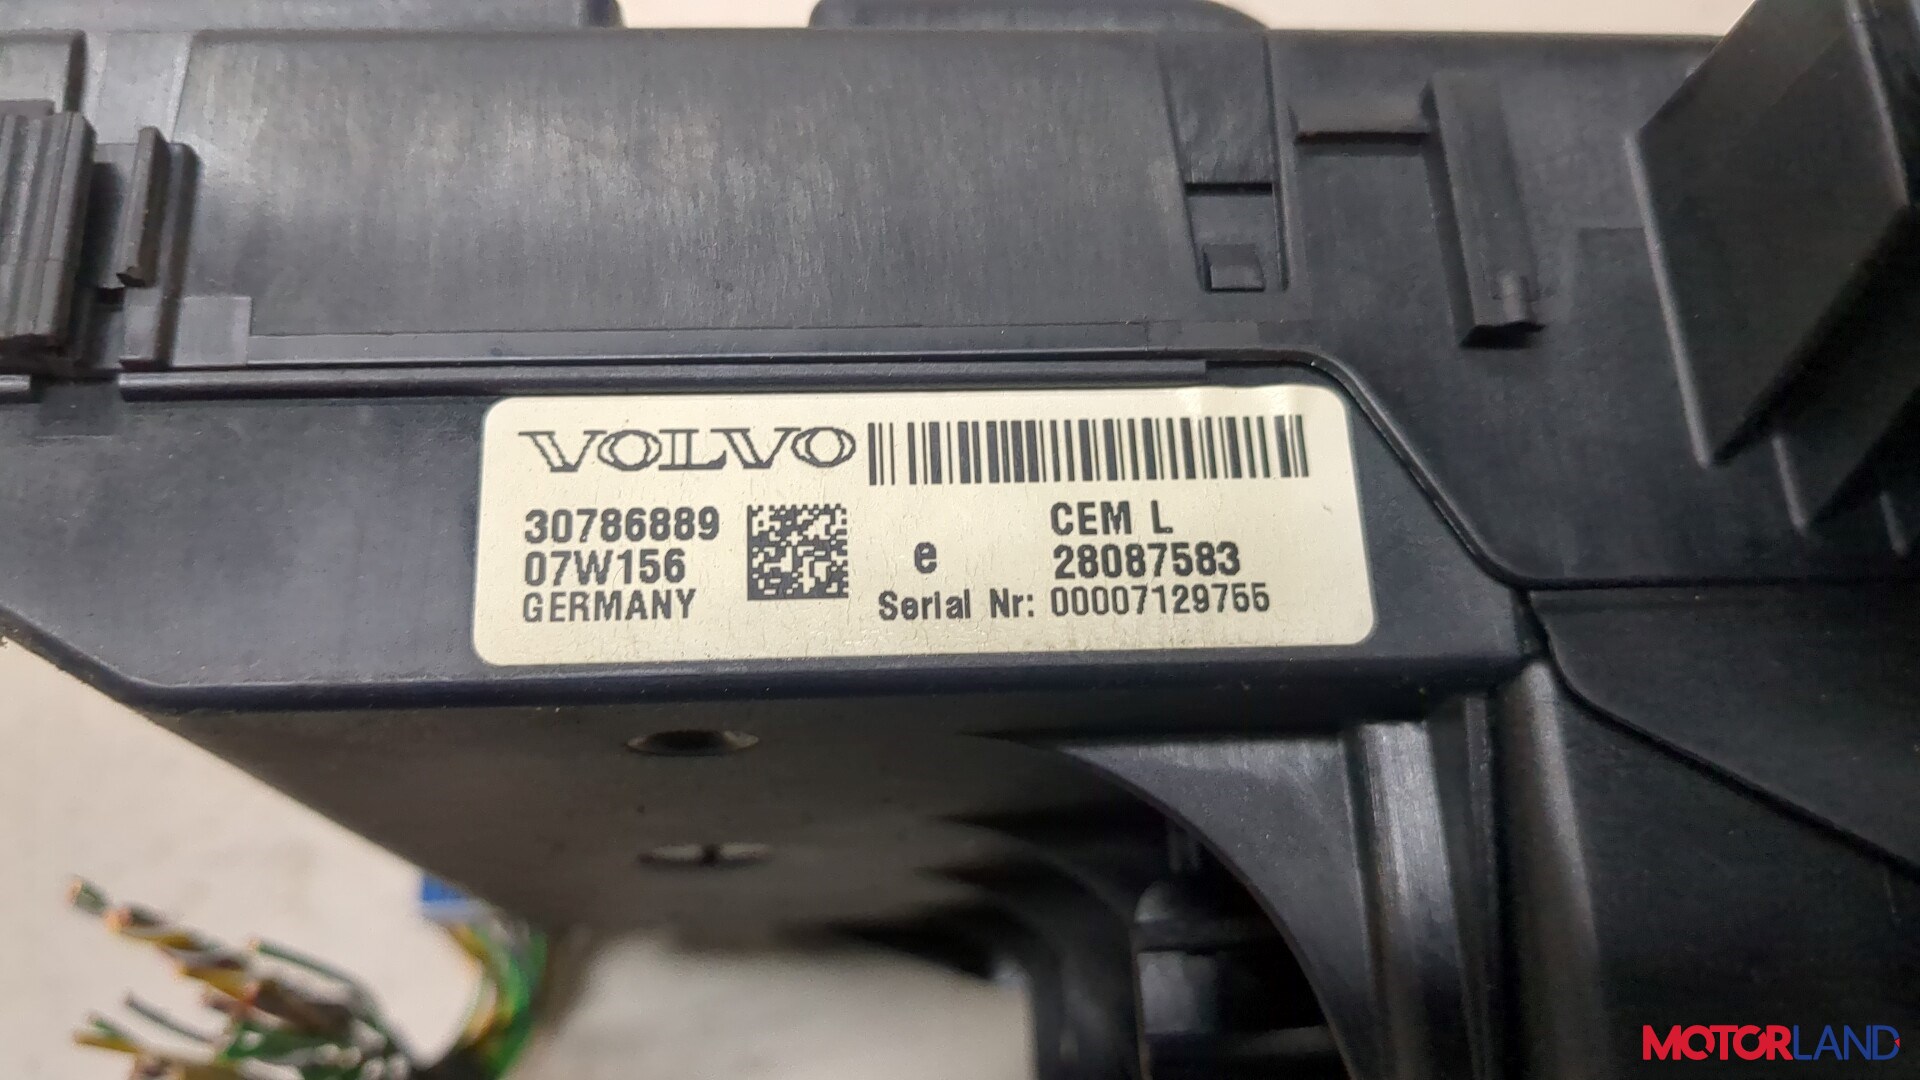 VOLVO
30786889
07W156
GERMANY
e
CEM L
28087583
Serial Nr: 00007129755
MOTORLAND